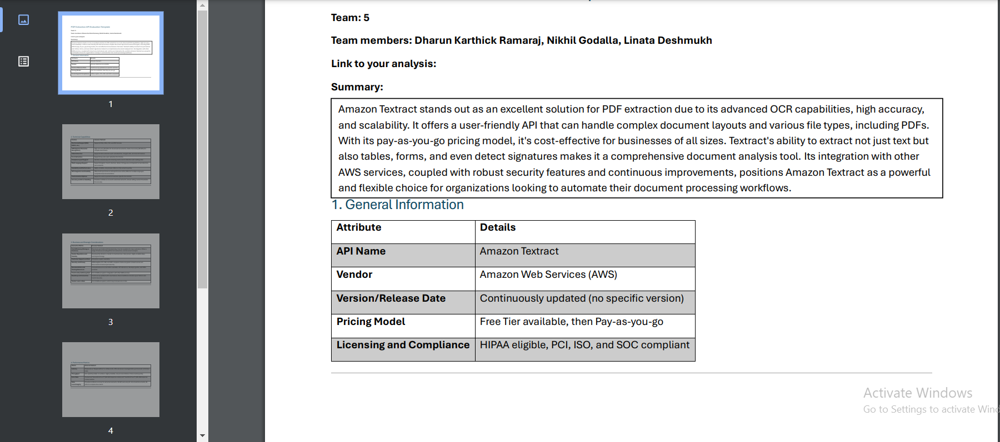 1
2
3
4
Team: 5
Team members: Dharun Karthick Ramaraj, Nikhil Godalla, Linata Deshmukh
Link to your analysis:
Summary:
Amazon Textract stands out as an excellent solution for PDF extraction due to its advanced OCR capabilities, high accuracy,
and scalability. It offers a user-friendly API that can handle complex document layouts and various file types, including PDFs.
With its pay-as-you-go pricing model, it's cost-effective for businesses of all sizes. Textract's ability to extract not just text but
also tables, forms, and even detect signatures makes it a comprehensive document analysis tool. Its integration with other
AWS services, coupled with robust security features and continuous improvements, positions Amazon Textract as a powerful
and flexible choice for organizations looking to automate their document processing workflows.
1. General Information
Attribute Details
API Name Amazon Textract
Vendor Amazon Web Services (AWS)
Version/Release Date Continuously updated (no specific version)
Pricing Model Free Tier available, then Pay-as-you-go
Licensing and Compliance HIPAA eligible, PCI, ISO, and SOC compliant
Activate Windows
Go to Settings to activate Wind